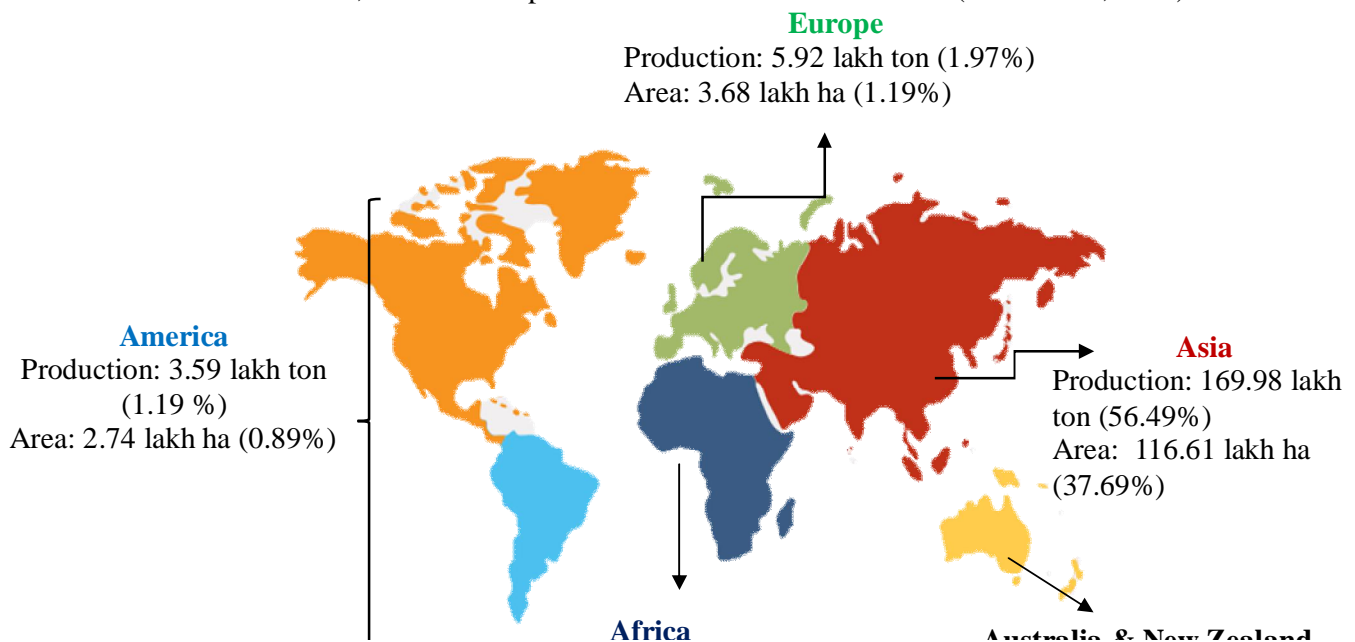 Europe
Production: 5.92 lakh ton (1.97%)
Area: 3.68 lakh ha (1.19%)
America
Production: 3.59 lakh ton
(1.19 %)
Area: 2.74 lakh ha (0.89%)
Asia
Production: 169.98 lakh
ton (56.49%)
Area:  116.61 lakh ha
(37.69%)
Africa
Australia & New Zealand